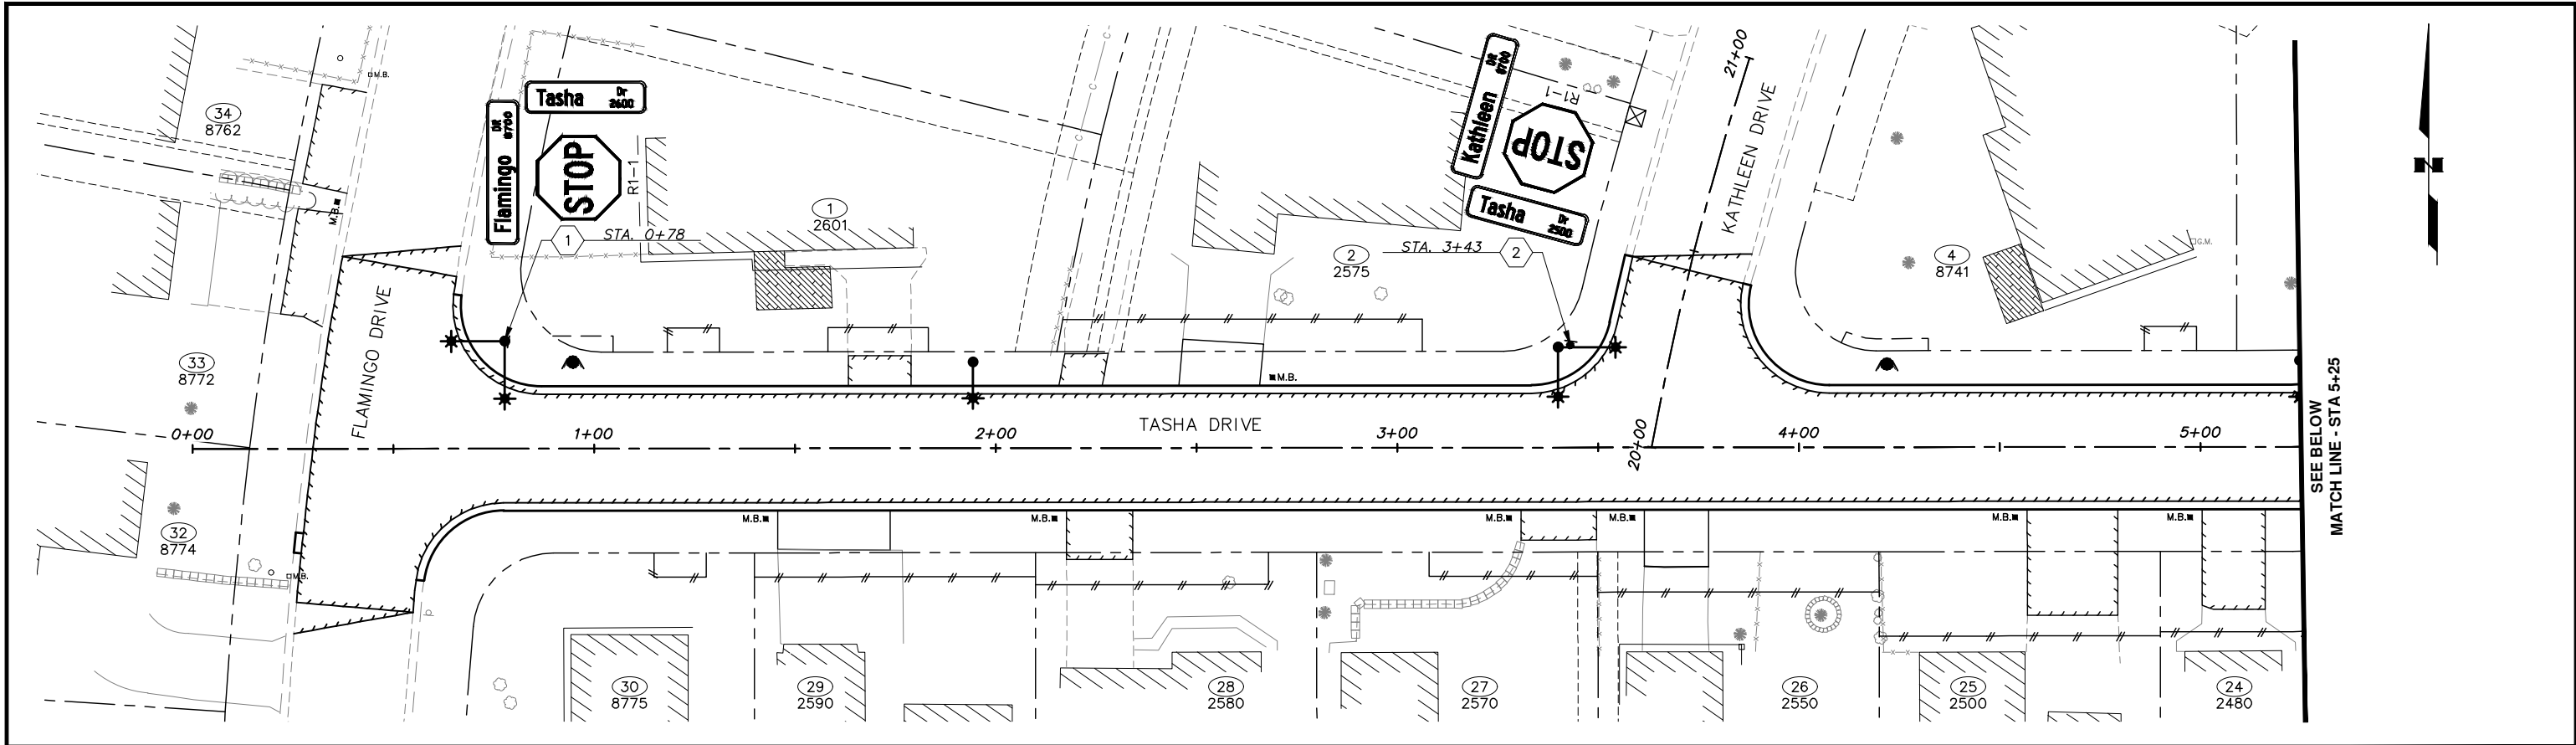 34
8762
M.B.
M.B.
Flamingo DR 8700
Tasha Dr 2600
STOP
R1-1
1
STA. 0+78
1
2601
C
C
C
Kathleen DR 8700
STOP
R1-1
Tasha Dr 2500
2
2575
STA. 3+43
2
21+00
KATHLEEN DRIVE
4
8741
G.M.
N
33
8772
FLAMINGO DRIVE
M.B.
TASHA DRIVE
0+00
1+00
2+00
3+00
20+00
4+00
5+00
SEE BELOW
MATCH LINE - STA 5+25
32
8774
M.B.
M.B.
M.B.
M.B.
M.B.
M.B.
M.B.
P
30
8775
29
2590
28
2580
27
2570
26
2550
25
2500
24
2480